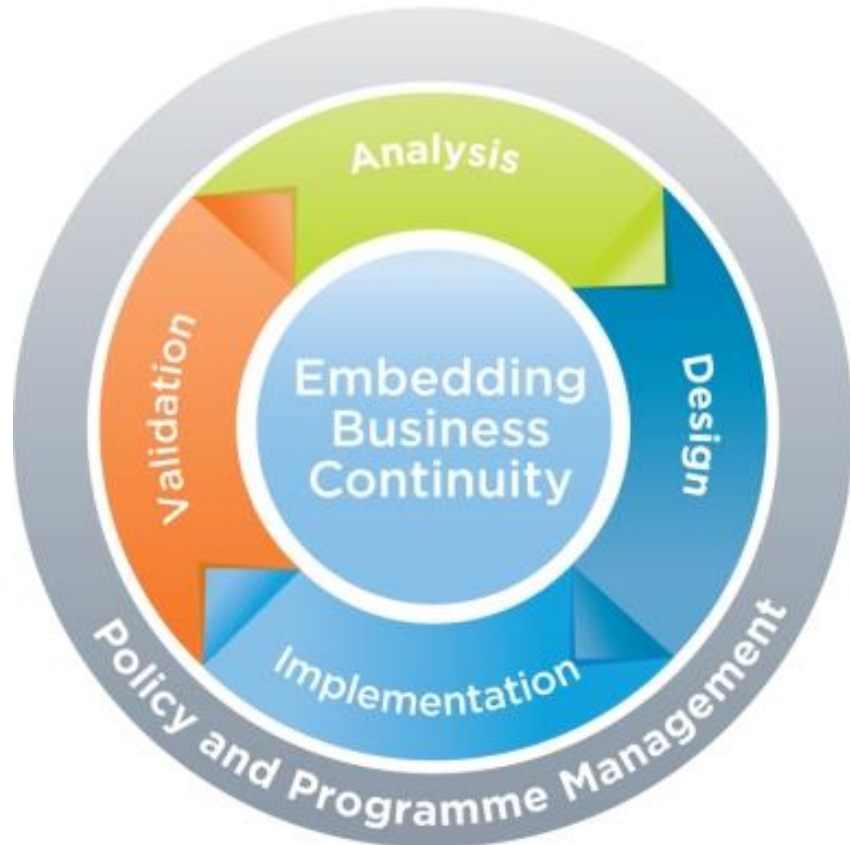 Analysis
Design
Implementation
Validation
Embedding
Business
Continuity
Policy and Programme Management